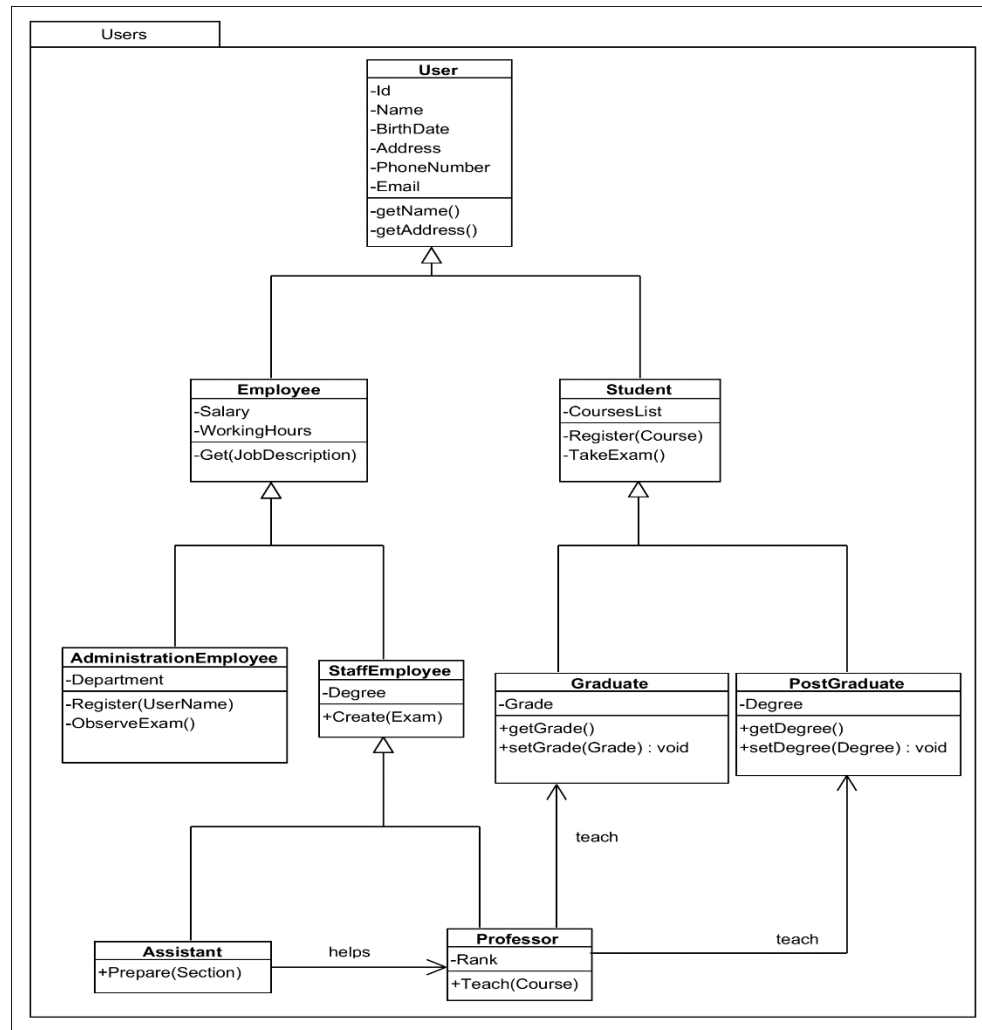 Users
User
-Id
-Name
-BirthDate
-Address
-PhoneNumber
-Email
-getName()
-getAddress()
Employee
-Salary
-WorkingHours
-Get(JobDescription)
Student
-CoursesList
-Register(Course)
-TakeExam()
AdministrationEmployee
-Department
-Register(UserName)
-ObserveExam()
StaffEmployee
-Degree
+Create(Exam)
Graduate
-Grade
+getGrade()
+setGrade(Grade) : void
PostGraduate
-Degree
+getDegree()
+setDegree(Degree) : void
teach
Assistant
+Prepare(Section)
helps
Professor
-Rank
+Teach(Course)
teach